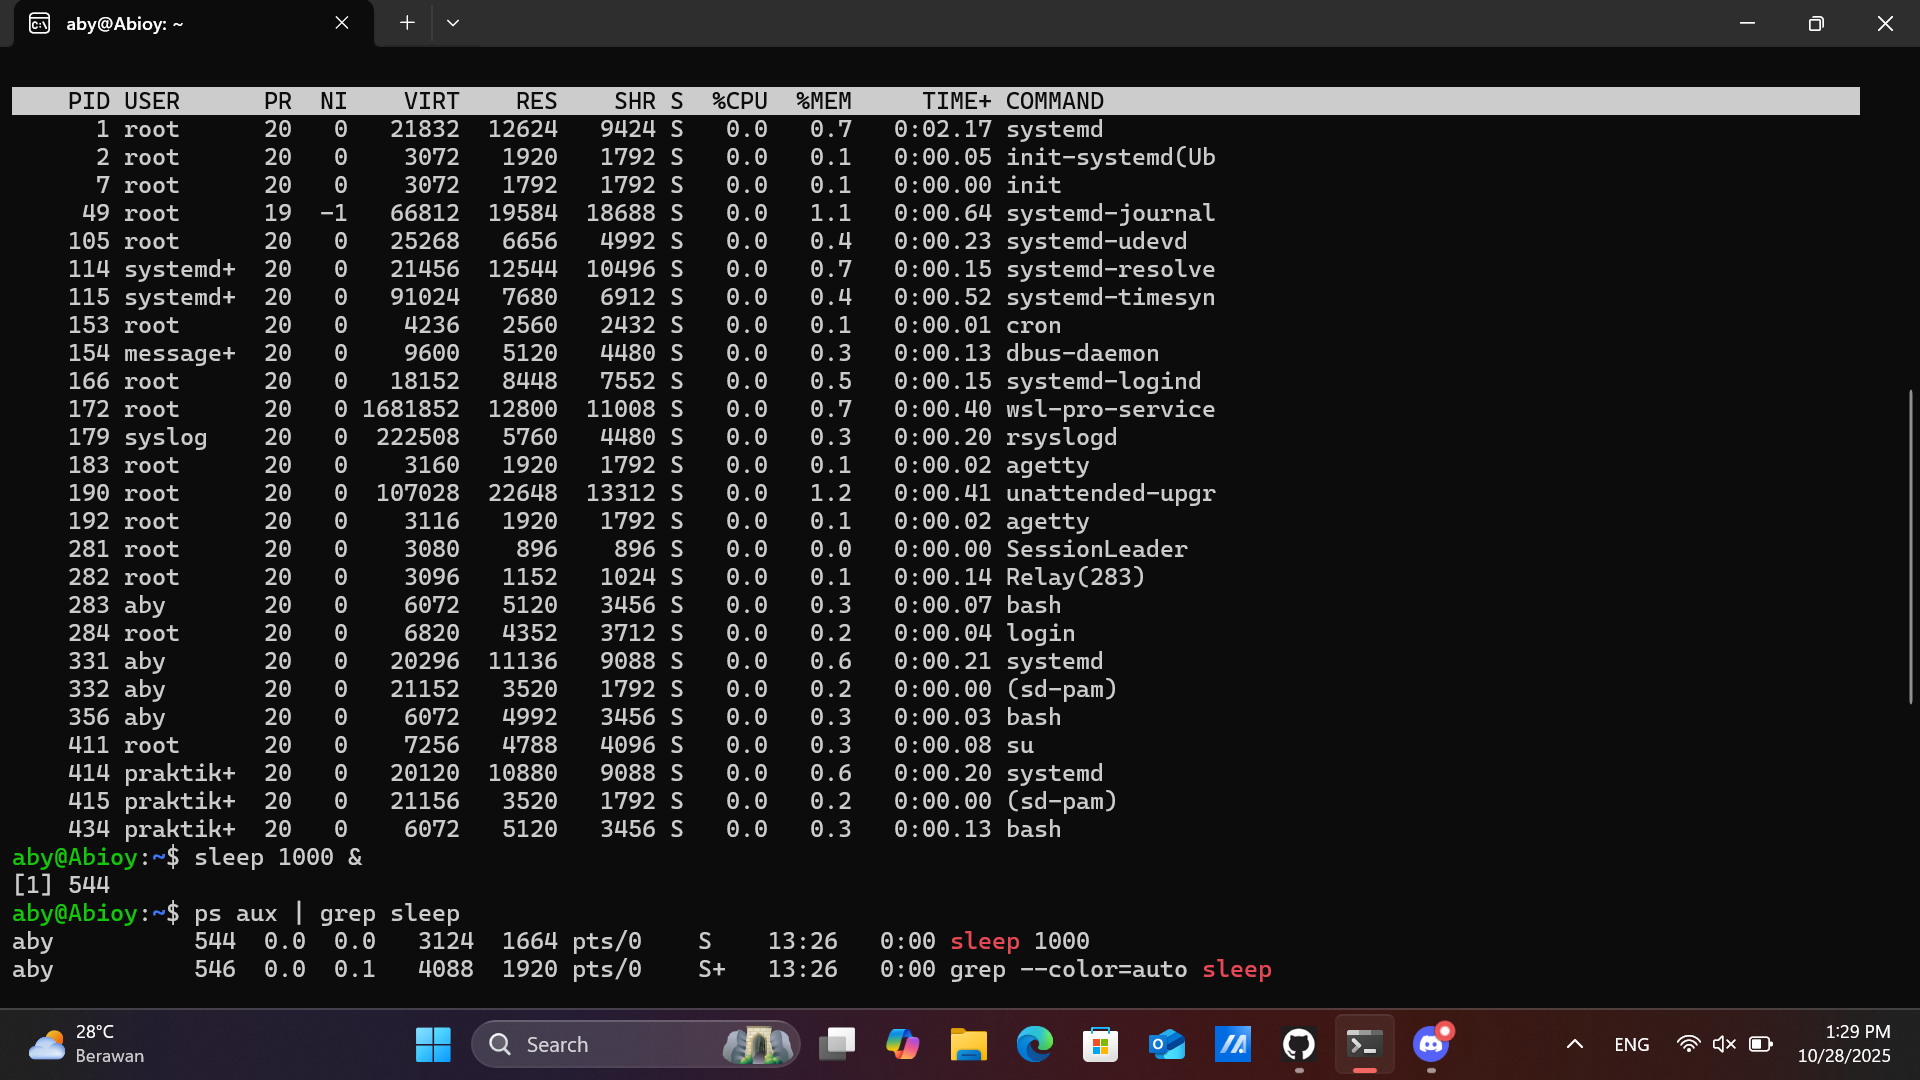 aby@Abioy: ~
PID USER PR NI VIRT RES SHR S %CPU %MEM TIME+ COMMAND
1 root 20 0 21832 12624 9424 S 0.0 0.7 0:02.17 systemd
2 root 20 0 3072 1920 1792 S 0.0 0.1 0:00.05 init-systemd(Ub
7 root 20 0 3072 1792 1792 S 0.0 0.1 0:00.00 init
49 root 19 -1 66812 19584 18688 S 0.0 1.1 0:00.64 systemd-journal
105 root 20 0 25268 6656 4992 S 0.0 0.4 0:00.23 systemd-udevd
114 systemd+ 20 0 21456 12544 10496 S 0.0 0.7 0:00.15 systemd-resolve
115 systemd+ 20 0 91024 7680 6912 S 0.0 0.4 0:00.52 systemd-timesyn
153 root 20 0 4236 2560 2432 S 0.0 0.1 0:00.01 cron
154 message+ 20 0 9600 5120 4480 S 0.0 0.3 0:00.13 dbus-daemon
166 root 20 0 18152 8448 7552 S 0.0 0.5 0:00.15 systemd-logind
172 root 20 0 1681852 12800 11008 S 0.0 0.7 0:00.40 wsl-pro-service
179 syslog 20 0 222508 5760 4480 S 0.0 0.3 0:00.20 rsyslogd
183 root 20 0 3160 1920 1792 S 0.0 0.1 0:00.02 agetty
190 root 20 0 107028 22648 13312 S 0.0 1.2 0:00.41 unattended-upgr
192 root 20 0 3116 1920 1792 S 0.0 0.1 0:00.02 agetty
281 root 20 0 3080 896 896 S 0.0 0.0 0:00.00 SessionLeader
282 root 20 0 3096 1152 1024 S 0.0 0.1 0:00.14 Relay(283)
283 aby 20 0 6072 5120 3456 S 0.0 0.3 0:00.07 bash
284 root 20 0 6820 4352 3712 S 0.0 0.2 0:00.04 login
331 aby 20 0 20296 11136 9088 S 0.0 0.6 0:00.21 systemd
332 aby 20 0 21152 3520 1792 S 0.0 0.2 0:00.00 (sd-pam)
356 aby 20 0 6072 4992 3456 S 0.0 0.3 0:00.03 bash
411 root 20 0 7256 4788 4096 S 0.0 0.3 0:00.08 su
414 praktik+ 20 0 20120 10880 9088 S 0.0 0.6 0:00.20 systemd
415 praktik+ 20 0 21156 3520 1792 S 0.0 0.2 0:00.00 (sd-pam)
434 praktik+ 20 0 6072 5120 3456 S 0.0 0.3 0:00.13 bash
aby@Abioy:~$ sleep 1000 &
[1] 544
aby@Abioy:~$ ps aux | grep sleep
aby 544 0.0 0.0 3124 1664 pts/0 S 13:26 0:00 sleep 1000
aby 546 0.0 0.1 4088 1920 pts/0 S+ 13:26 0:00 grep --color=auto sleep
28°C
Berawan
Search
ENG
1:29 PM
10/28/2025